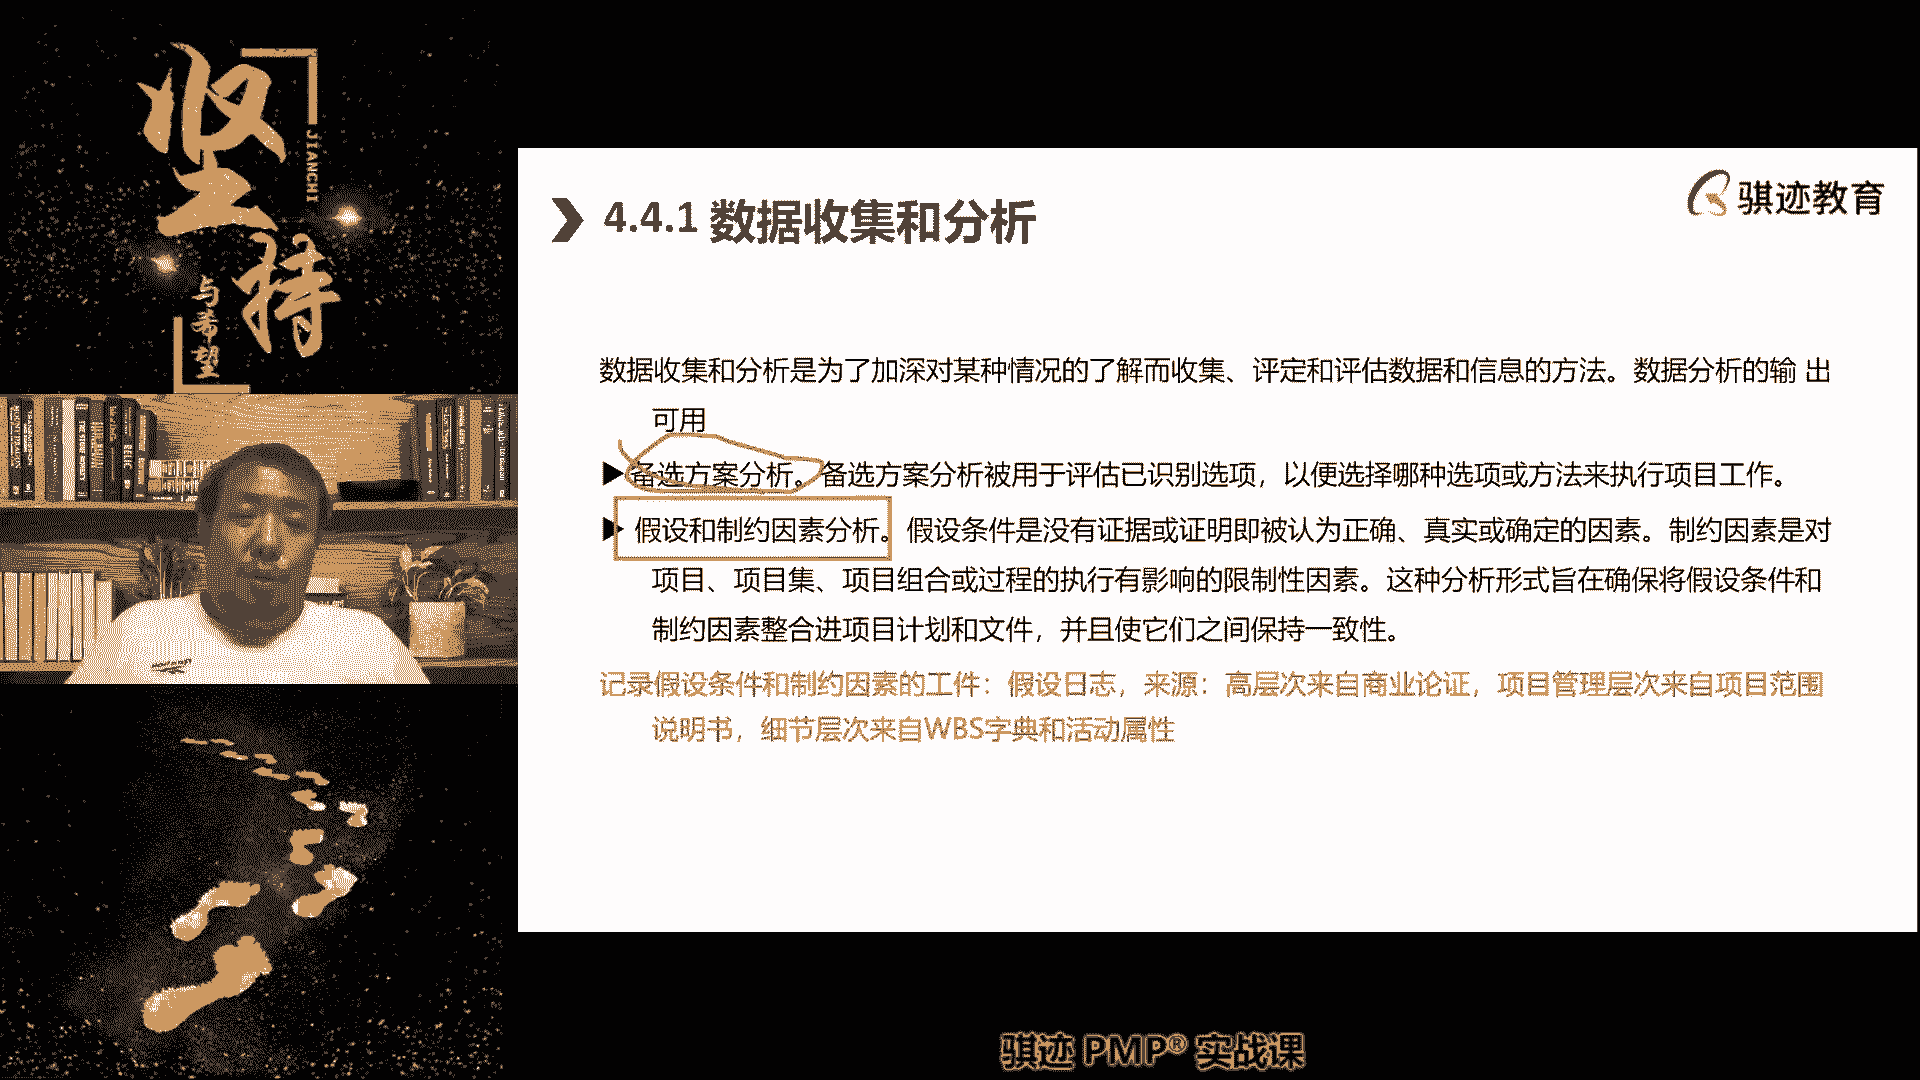 坚持
JIANCHI
与希望
骐迹教育
4.4.1 数据收集和分析
数据收集和分析是为了加深对某种情况的了解而收集、评定和评估数据和信息的方法。数据分析的输 出
可用
备选方案分析。备选方案分析被用于评估已识别选项，以便选择哪种选项或方法来执行项目工作。
假设和制约因素分析。假设条件是没有证据或证明即被认为正确、真实或确定的因素。制约因素是对
项目、项目集、项目组合或过程的执行有影响的限制性因素。这种分析形式旨在确保将假设条件和
制约因素整合进项目计划和文件，并且使它们之间保持一致性。
记录假设条件和制约因素的工件：假设日志，来源：高层次来自商业论证，项目管理层次来自项目范围
说明书，细节层次来自WBS字典和活动属性
骐迹 PMP® 实战课